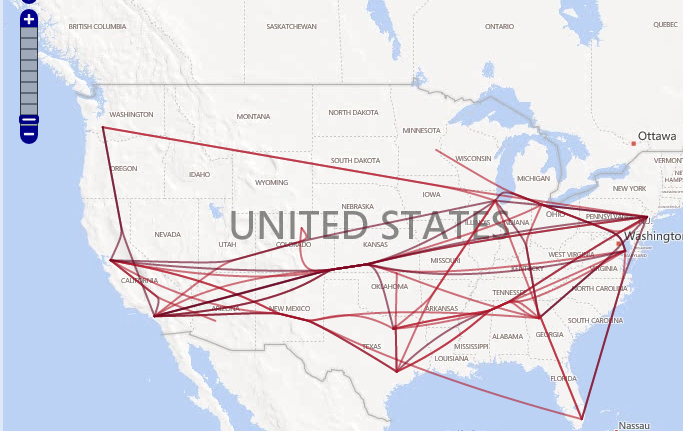 BRITISH COLUMBIA
SASKATCHEWAN
ONTARIO
QUEBEC
Ottawa
WASHINGTON
MONTANA
NORTH DAKOTA
MINNESOTA
VERMONT
OREGON
IDAHO
SOUTH DAKOTA
WISCONSIN
MICHIGAN
NEW YORK
NEW
HAMP
WYOMING
IOWA
NEBRASKA
ILLINOIS
INDIANA
OHIO
PENNSYLVANIA
UNITED STATES
NEVADA
UTAH
COLORADO
KANSAS
MISSOURI
WEST VIRGINIA
Washington
CALIFORNIA
KENTUCKY
VIRGINIA
OKLAHOMA
TENNESSEE
NORTH CAROLINA
ARIZONA
NEW MEXICO
ARKANSAS
SOUTH CAROLINA
TEXAS
MISSISSIPPI
ALABAMA
GEORGIA
LOUISIANA
FLORIDA
Nassau